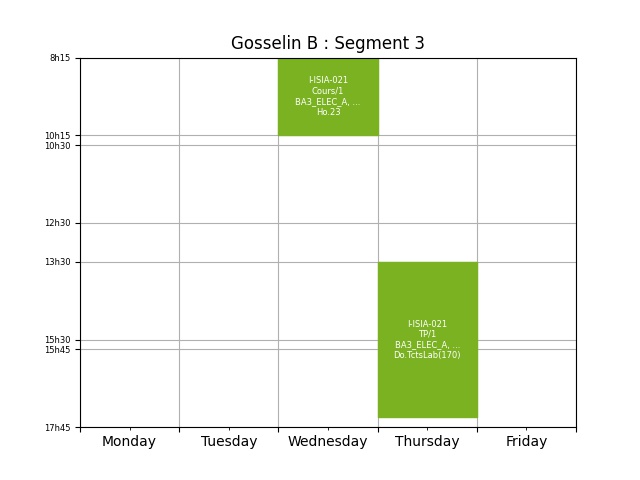 Gosselin B : Segment 3
8h15
I-ISIA-021
Cours/1
BA3_ELEC_A, ...
Ho.23
10h15
10h30
12h30
13h30
I-ISIA-021
TP/1
BA3_ELEC_A, ...
Do.TctsLab(170)
15h30
15h45
17h45
Monday Tuesday Wednesday Thursday Friday